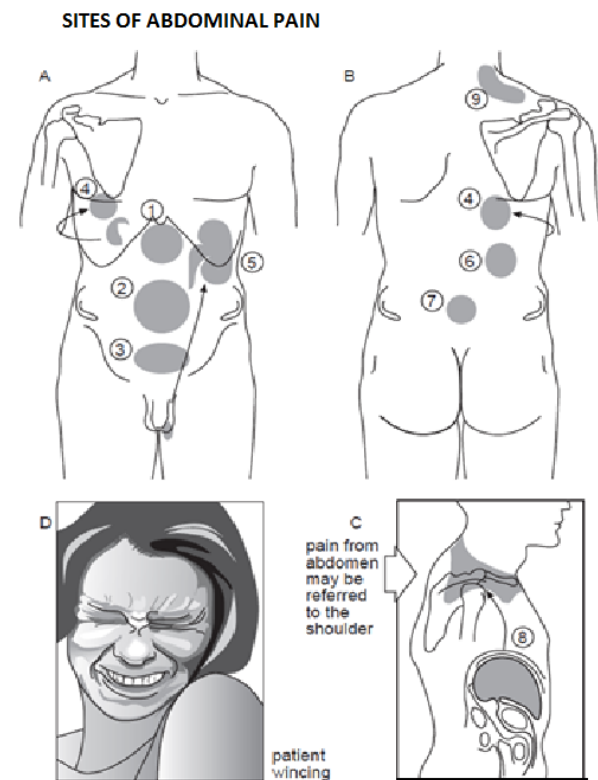 SITES OF ABDOMINAL PAIN
A
B
9
4
1
4
5
6
2
7
3
D
C
pain from
abdomen
may be
referred
to the
shoulder
8
patient
wincing